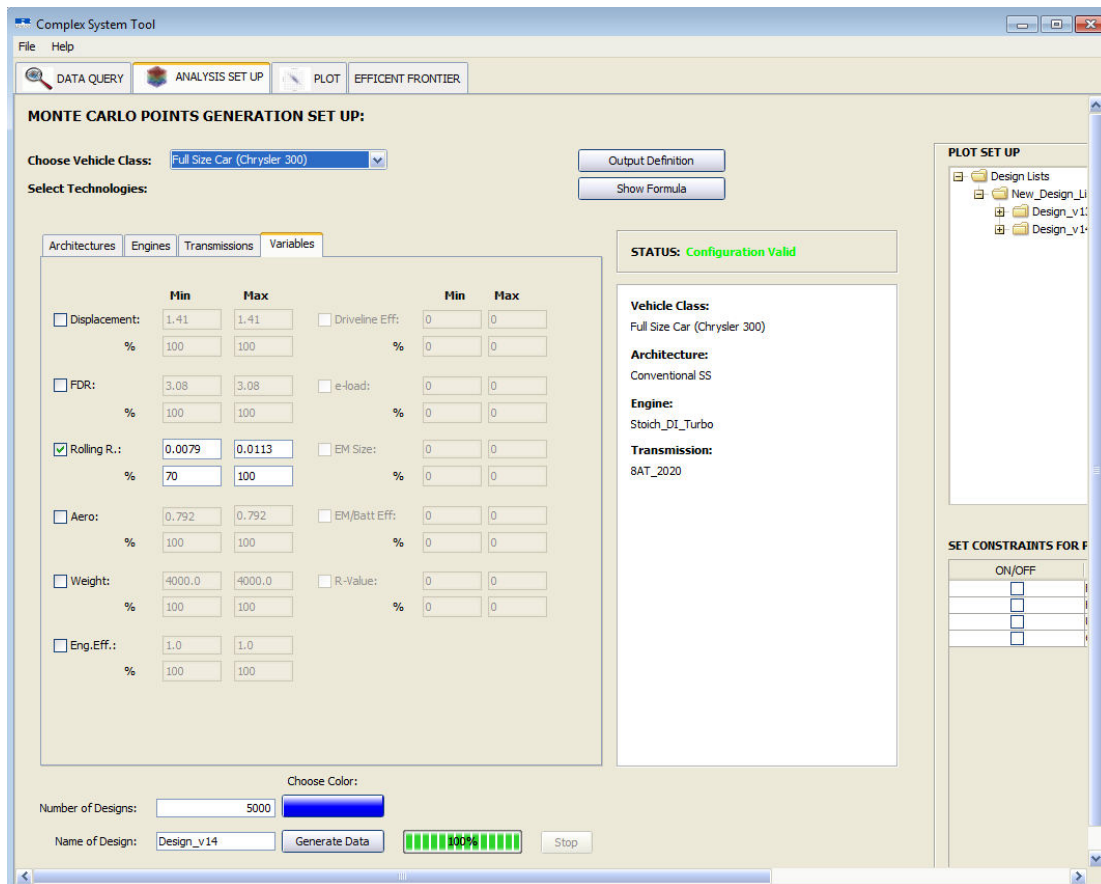 Complex System Tool
File Help
DATA QUERY ANALYSIS SET UP PLOT EFFICENT FRONTIER
MONTE CARLO POINTS GENERATION SET UP:
Choose Vehicle Class: Full Size Car (Chrysler 300) Output Definition
Select Technologies: Show Formula
Architectures Engines Transmissions Variables
Min Max Min Max
Displacement: 1.41 1.41 Driveline Eff: 0 0
% 100 100 % 0 0
FDR: 3.08 3.08 e-load: 0 0
% 100 100 % 0 0
Rolling R.: 0.0079 0.0113 EM Size: 0 0
% 70 100 % 0 0
Aero: 0.792 0.792 EM/Batt Eff: 0 0
% 100 100 % 0 0
Weight: 4000.0 4000.0 R-Value: 0 0
% 100 100 % 0 0
Eng.Eff.: 1.0 1.0
% 100 100
STATUS: Configuration Valid
Vehicle Class:
Full Size Car (Chrysler 300)
Architecture:
Conventional SS
Engine:
Stoich_DI_Turbo
Transmission:
8AT_2020
PLOT SET UP
Design Lists
New_Design_Li
Design_v13
Design_v14
SET CONSTRAINTS FOR P
ON/OFF
Choose Color:
Number of Designs: 5000
Name of Design: Design_v14 Generate Data 100% Stop